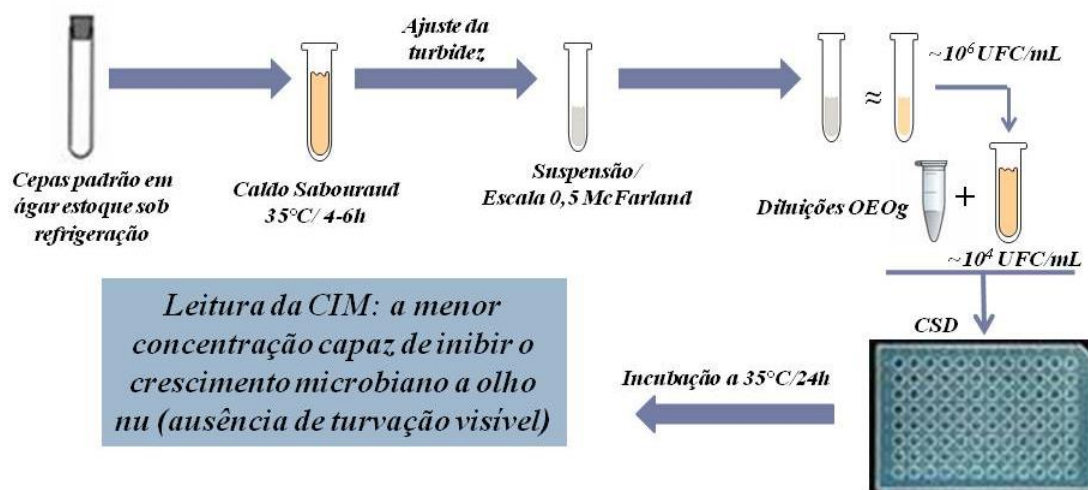 Ajuste da
turbidez
~10⁶ UFC/mL
≈
Cepas padrão em
ágar estoque sob
refrigeração
Caldo Sabouraud
35°C/ 4-6h
Suspensão/
Escala 0,5 McFarland
Diluições OEOg
+
~10⁴ UFC/mL
CSD
Leitura da CIM: a menor
concentração capaz de inibir o
crescimento microbiano a olho
nu (ausência de turvação visível)
Incubação a 35°C/24h